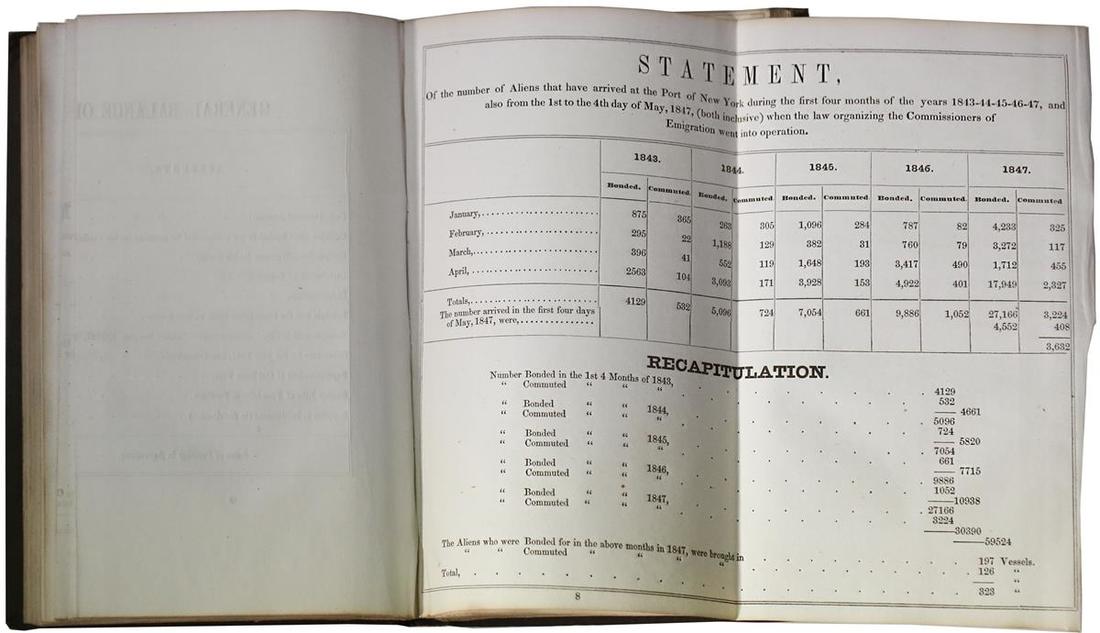 STATEMENT,
Of the number of Aliens that have arrived at the Port of New York during the first four months of the years 1843-44-45-46-47, and
also from the 1st to the 4th day of May, 1847, (both inclusive) when the law organizing the Commissioners of
Emigration went into operation.
1843. 1844. 1845. 1846. 1847.
Bonded. Commuted Bonded. Commuted Bonded. Commuted Bonded. Commuted. Bonded. Commuted
January, 875 365 263 305 1,096 284 787 82 4,233 325
February, 295 22 1,188 129 382 31 760 79 3,272 117
March, 396 41 552 119 1,648 193 3,417 490 1,712 455
April, 2563 104 3,093 171 3,928 153 4,922 401 17,949 2,327
Totals, 4129 532 5,096 724 7,054 661 9,886 1,052 27,166 3,224
The number arrived in the first four days
of May, 1847, were, 4,552 408
3,632
RECAPITULATION.
Number Bonded in the 1st 4 Months of 1843, 4129
" Commuted " " " 532
4661
" Bonded " " 1844, 5096
" Commuted " " " 724
5820
" Bonded " " 1845, 7054
" Commuted " " " 661
7715
" Bonded " " 1846, 9886
" Commuted " " " 1052
10938
" Bonded " " 1847, 27166
" Commuted " " " 3224
30390
59524
The Aliens who were Bonded for in the above months in 1847, were brought in 197 Vessels.
" " Commuted " " " " 126 "
"
Total, 323 "
8